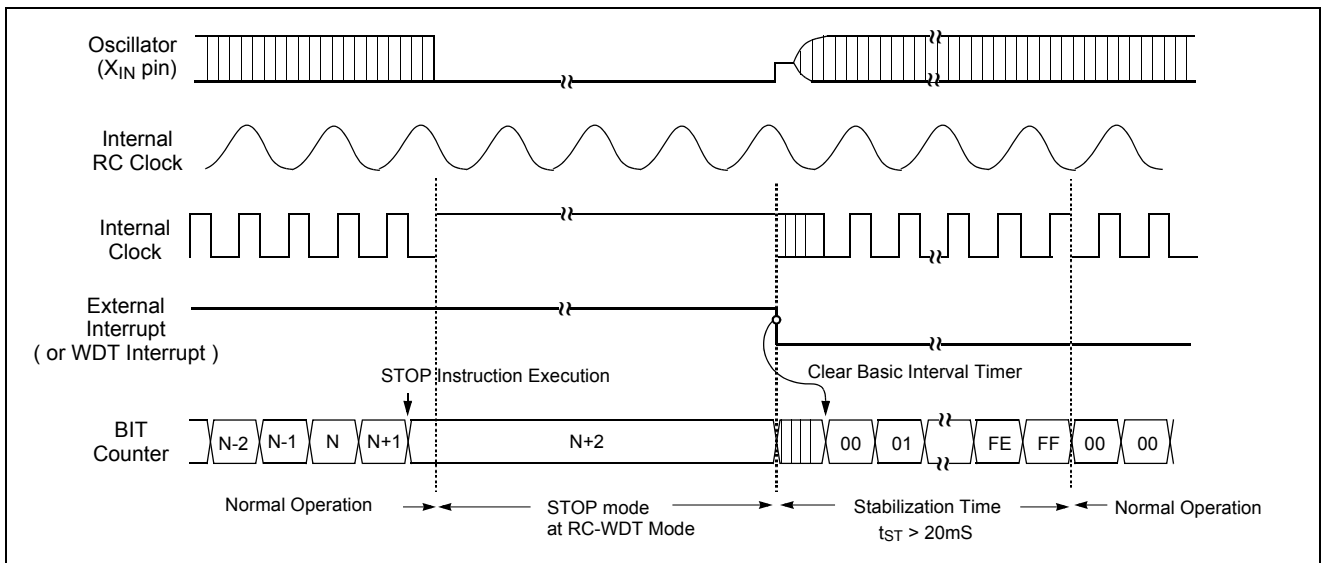 Oscillator
(XIN pin)
Internal
RC Clock
Internal
Clock
External
Interrupt
( or WDT Interrupt )
STOP Instruction Execution
Clear Basic Interval Timer
BIT
Counter
N-2 N-1 N N+1 N+2 00 01 FE FF 00 00
Normal Operation
STOP mode
at RC-WDT Mode
Stabilization Time
tST > 20mS
Normal Operation